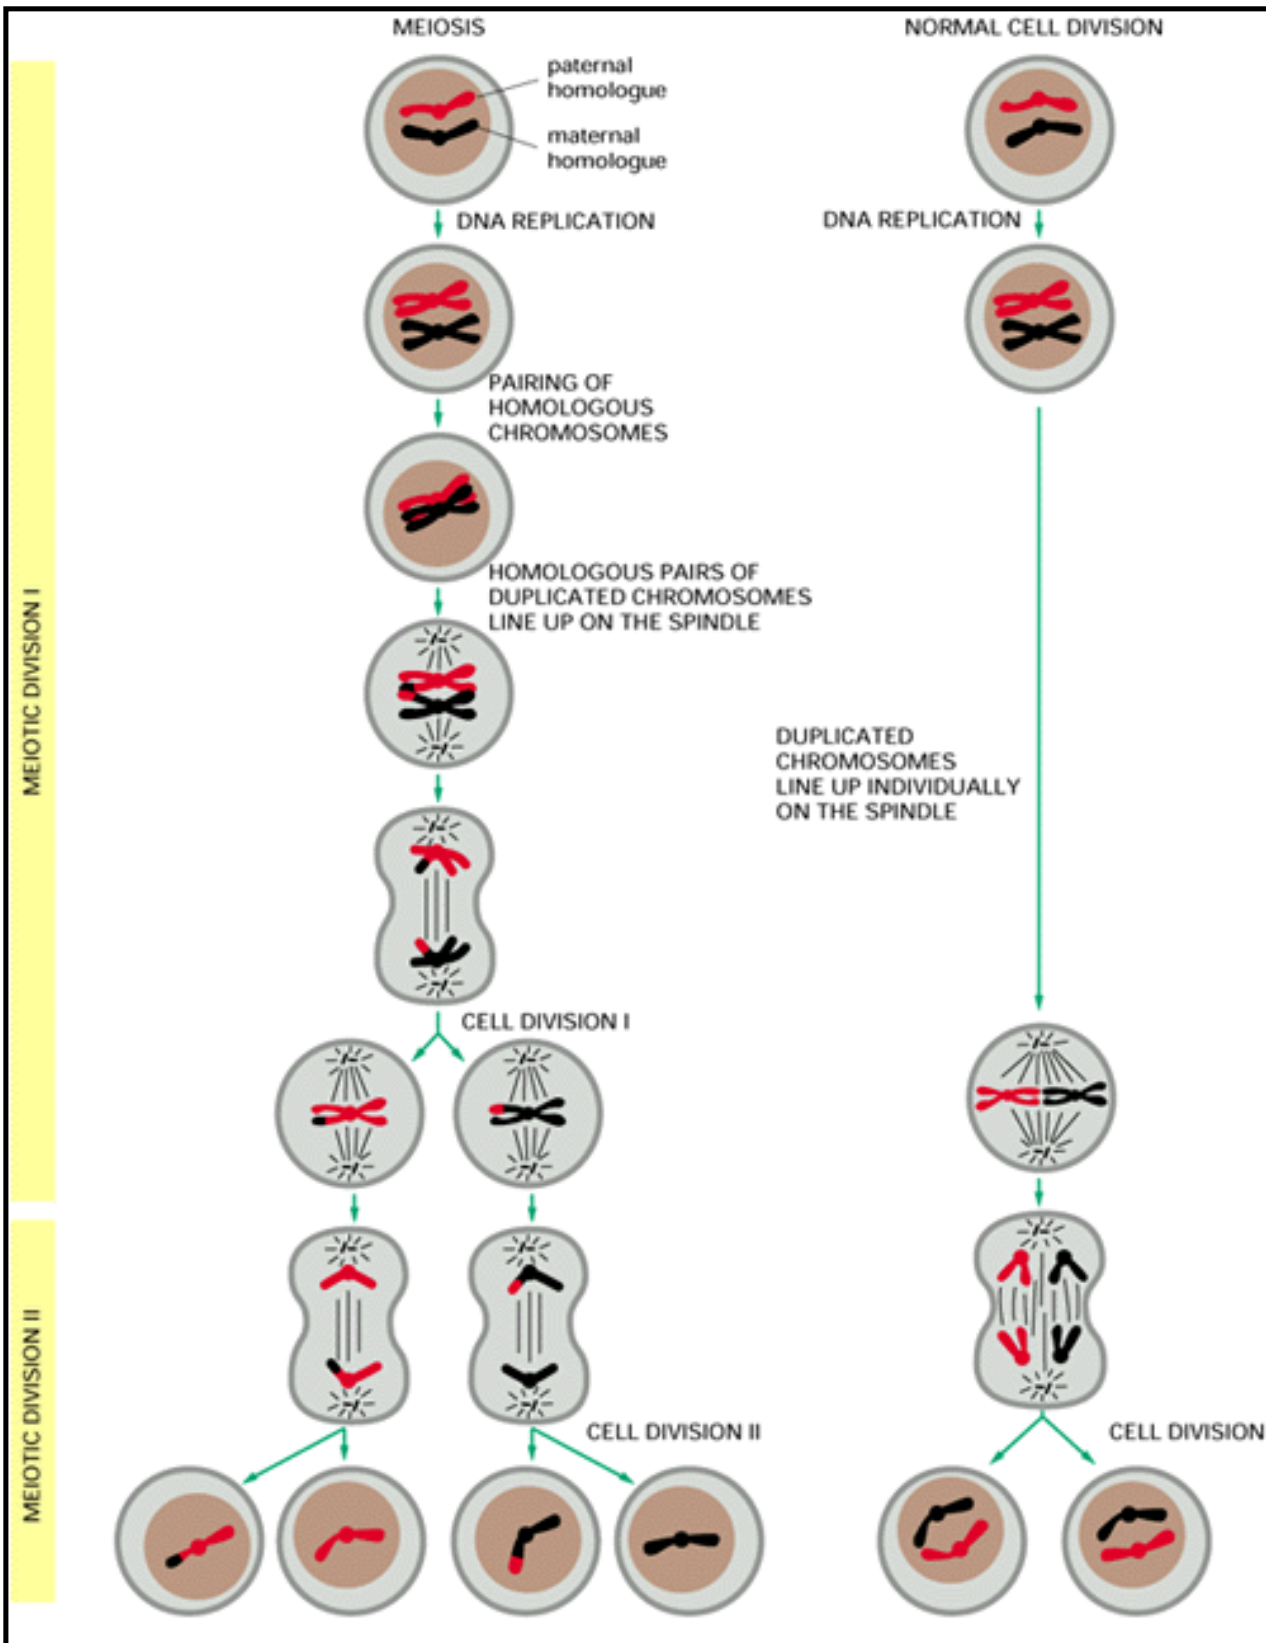 MEIOSIS
NORMAL CELL DIVISION
paternal
homologue
maternal
homologue
DNA REPLICATION
DNA REPLICATION
PAIRING OF
HOMOLOGOUS
CHROMOSOMES
HOMOLOGOUS PAIRS OF
DUPLICATED CHROMOSOMES
LINE UP ON THE SPINDLE
MEIOTIC DIVISION I
DUPLICATED
CHROMOSOMES
LINE UP INDIVIDUALLY
ON THE SPINDLE
CELL DIVISION I
MEIOTIC DIVISION II
CELL DIVISION II
CELL DIVISION